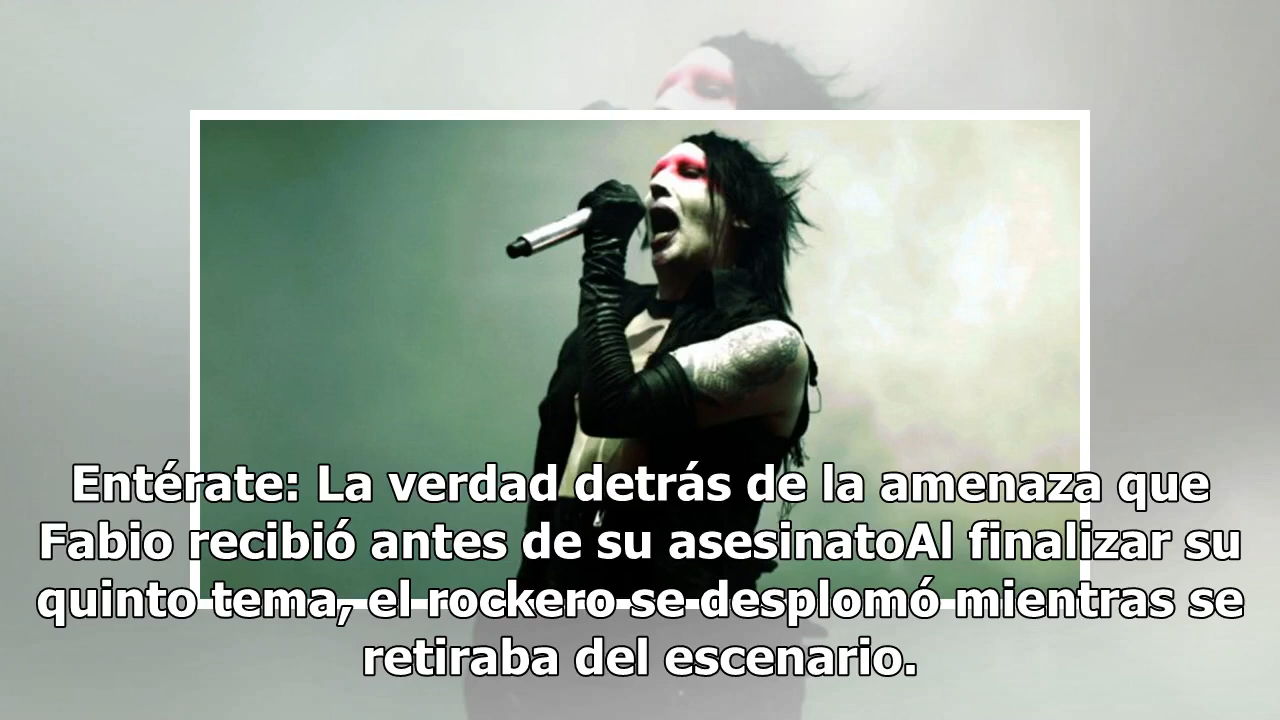 Entérate: La verdad detrás de la amenaza que
Fabio recibió antes de su asesinatoAl finalizar su
quinto tema, el rockero se desplomó mientras se
retiraba del escenario.